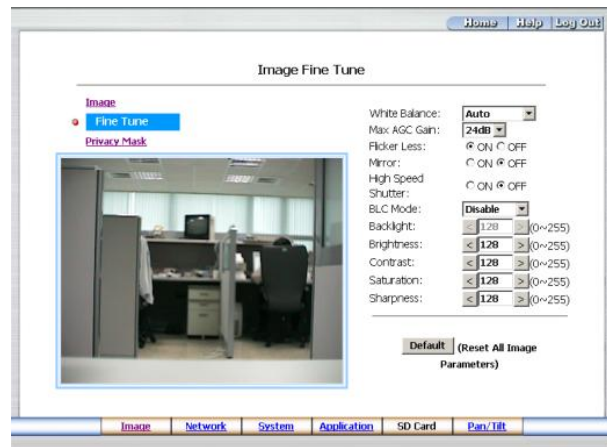 Home Help Log Out
Image Fine Tune
Image
Fine Tune
Privacy Mask
White Balance: Auto
Max AGC Gain: 24dB
Flicker Less: ON OFF
Mirror: ON OFF
High Speed
Shutter: ON OFF
BLC Mode: Disable
Backlight: < 128 > (0~255)
Brightness: < 128 > (0~255)
Contrast: < 128 > (0~255)
Saturation: < 128 > (0~255)
Sharpness: < 128 > (0~255)
Default (Reset All Image
Parameters)
Image Network System Application SD Card Pan/Tilt